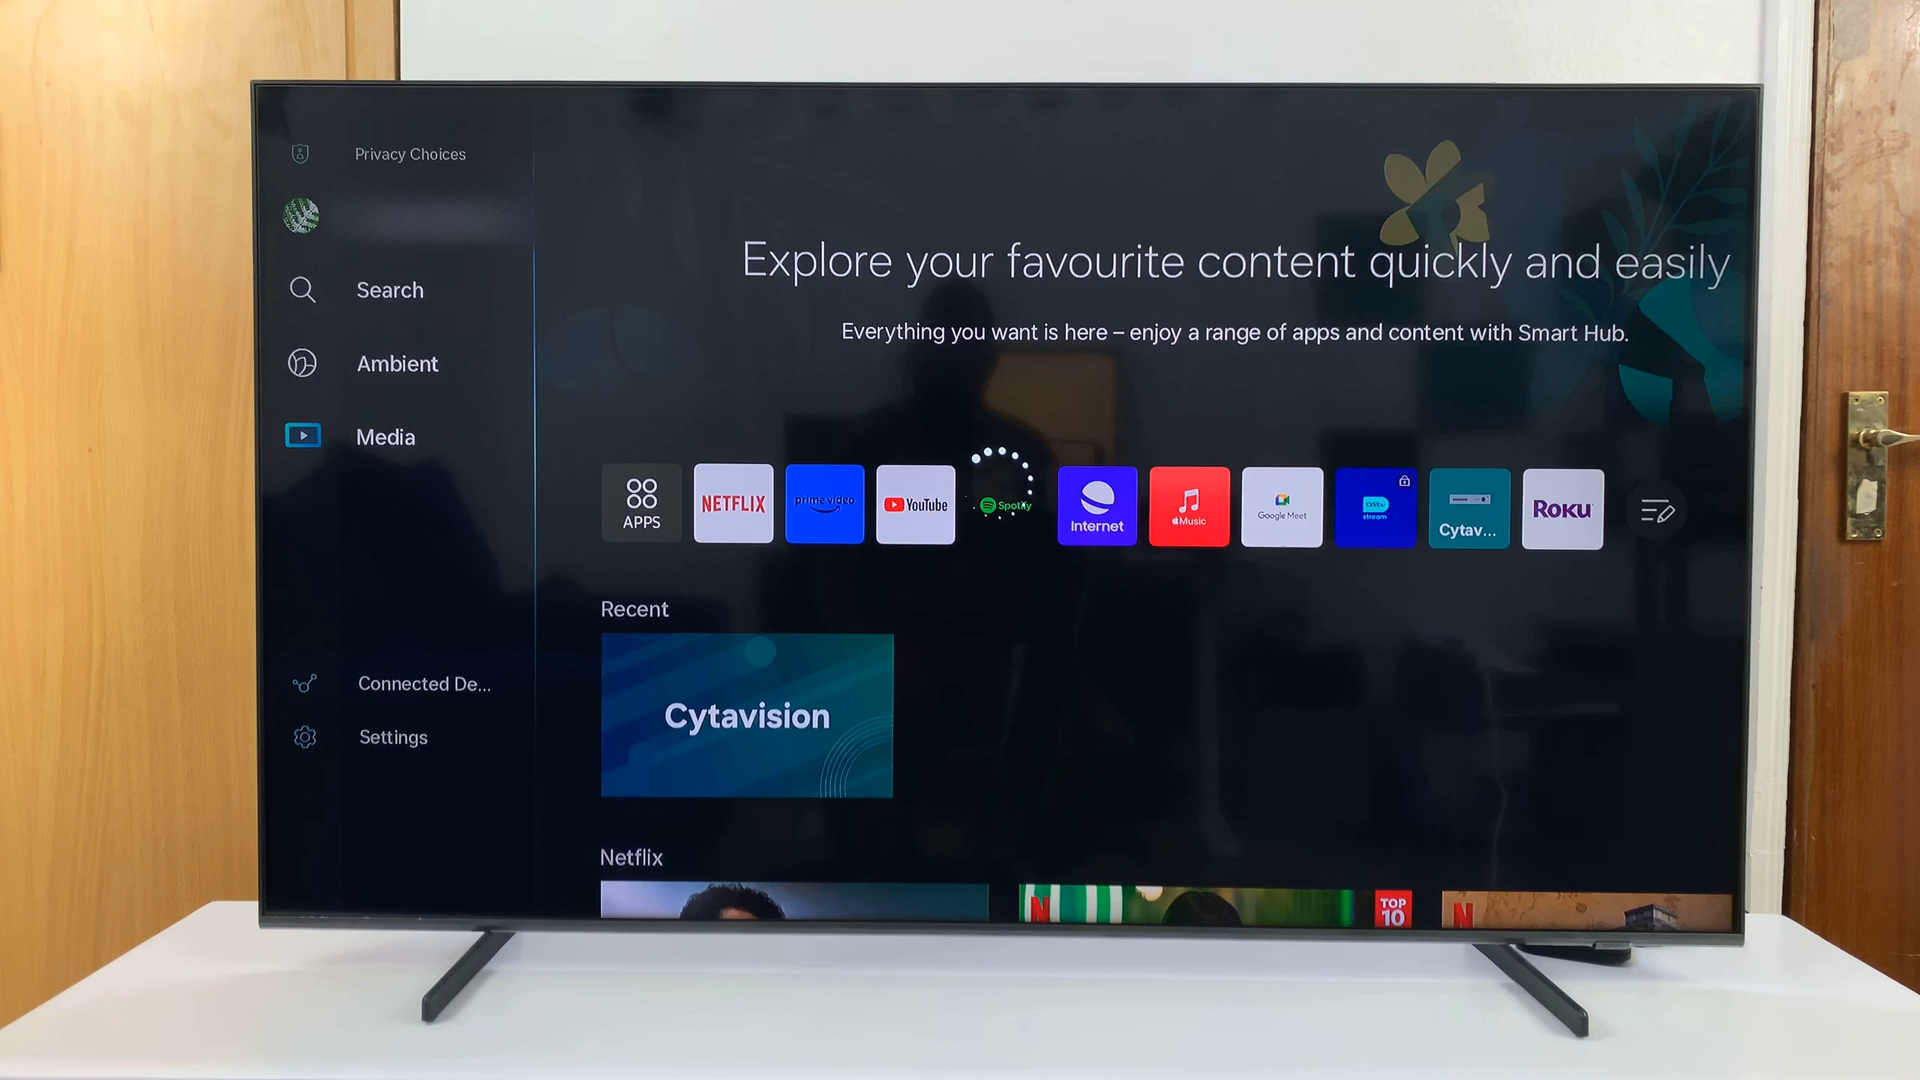 Privacy Choices
Search
Ambient
Media
Connected De...
Settings
Explore your favourite content quickly and easily
Everything you want is here – enjoy a range of apps and content with Smart Hub.
APPS
NETFLIX
prime video
YouTube
Spotify
Internet
Music
Google Meet
DStv
stream
Cytav...
ROKU
Recent
Cytavision
Netflix
N
TOP
10
N